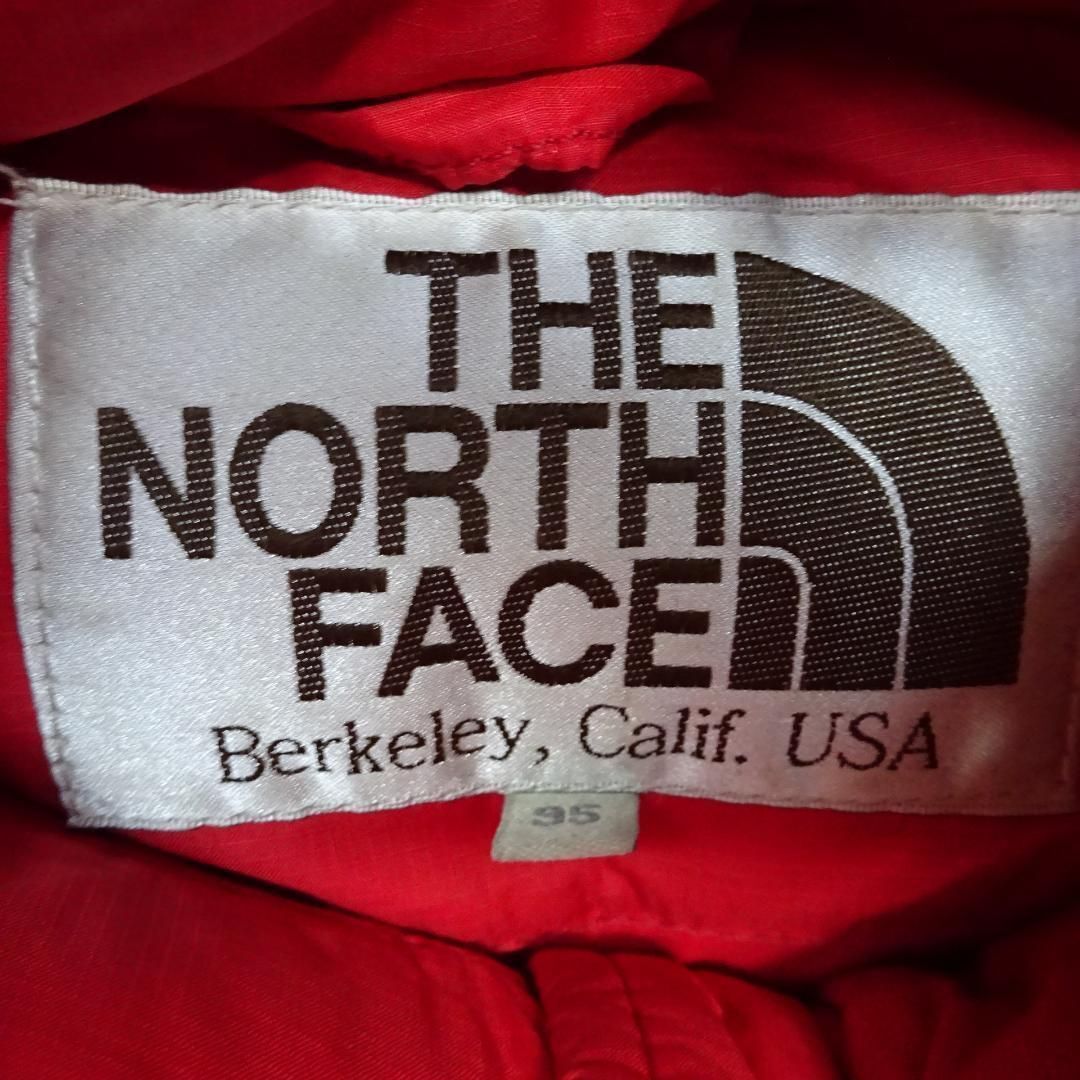 THE
NORTH
FACE
Berkeley, Calif. USA
95